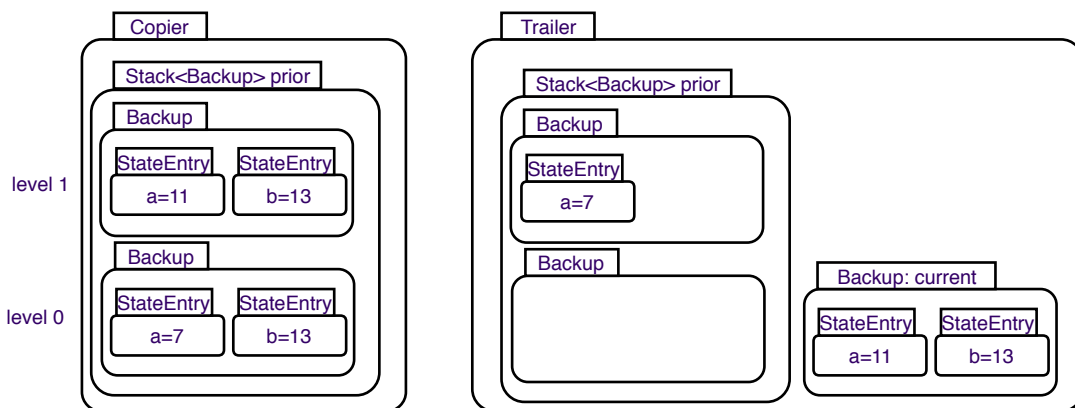 Copier
Stack<Backup> prior
Backup
StateEntry
StateEntry
level 1
a=11
b=13
Backup
StateEntry
StateEntry
level 0
a=7
b=13
Trailer
Stack<Backup> prior
Backup
StateEntry
a=7
Backup
Backup: current
StateEntry
StateEntry
a=11
b=13